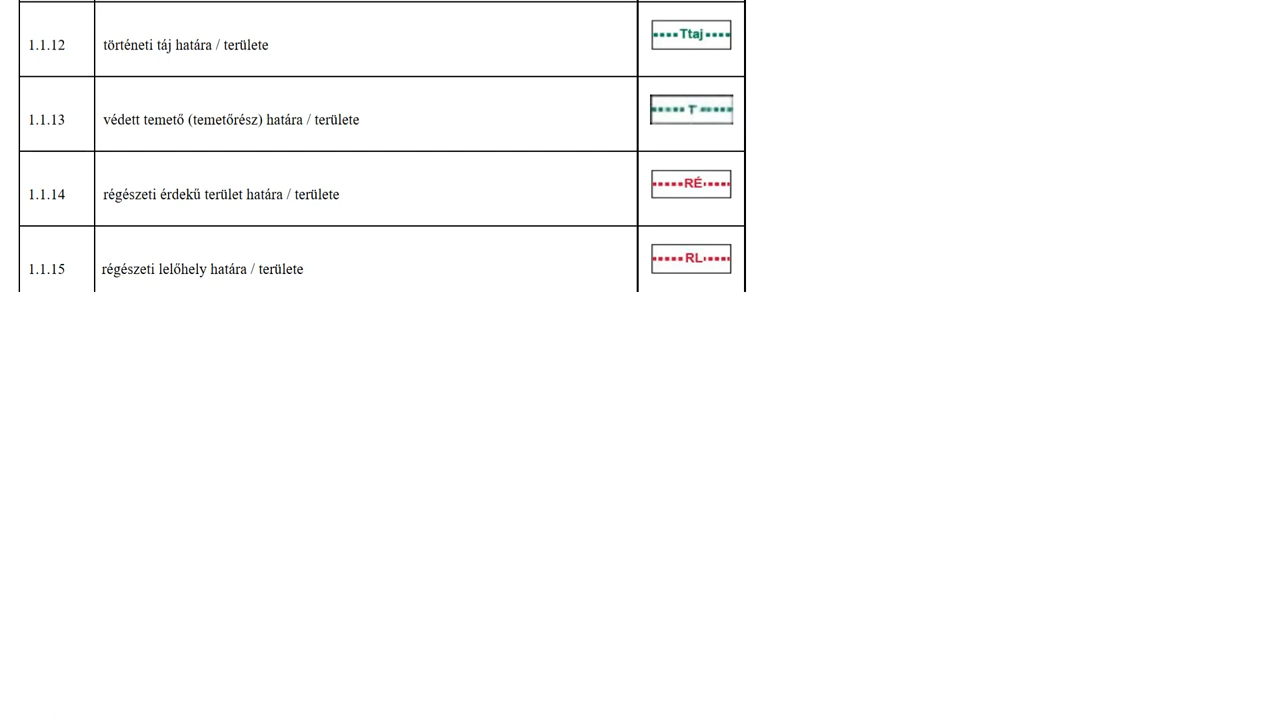 1.1.12 történeti táj határa / területe Ttaj
1.1.13 védett temető (temetőrész) határa / területe T
1.1.14 régészeti érdekű terület határa / területe RÉ
1.1.15 régészeti lelőhely határa / területe RL